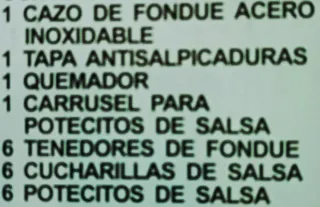 1 CAZO DE FONDUE ACERO
INOXIDABLE
1 TAPA ANTISALPICADURAS
1 QUEMADOR
1 CARRUSEL PARA
POTECITOS DE SALSA
6 TENEDORES DE FONDUE
6 CUCHARILLAS DE SALSA
6 POTECITOS DE SALSA